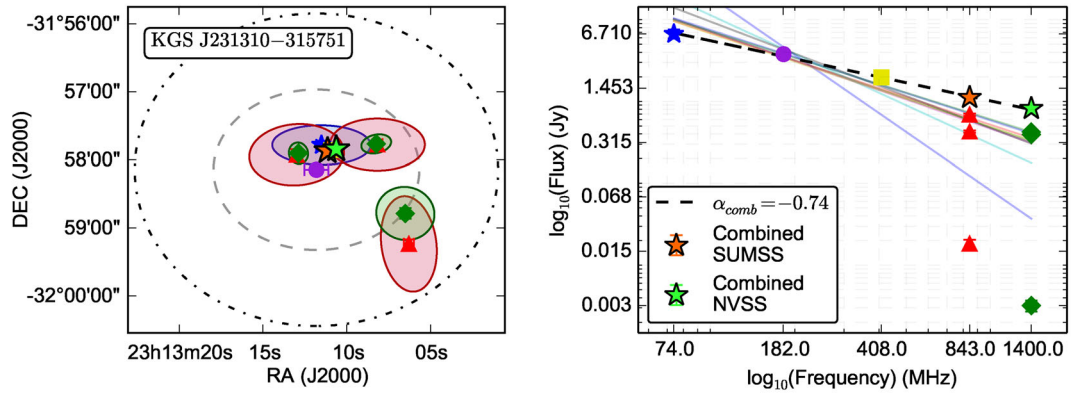 KGS J231310−315751
DEC (J2000)
-31°56'00"
57'00"
58'00"
59'00"
-32°00'00"
23h13m20s
15s
10s
05s
RA (J2000)
log10(Flux) (Jy)
6.710
1.453
0.315
0.068
0.015
0.003
α_comb=−0.74
Combined
SUMSS
Combined
NVSS
74.0
182.0
408.0
843.0
1400.0
log10(Frequency) (MHz)